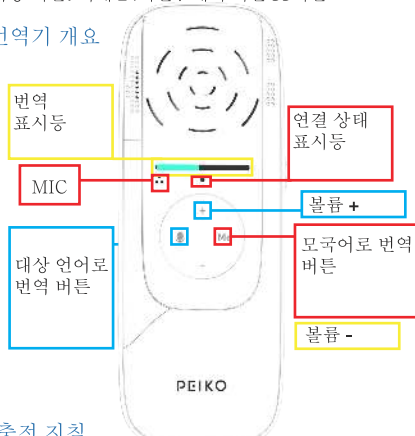 번역기 개요
번역
표시등
연결 상태
표시등
MIC
볼륨 +
+
대상 언어로
번역 버튼
모국어로 번역
버튼
볼륨 -
PEIKO
충전 지침